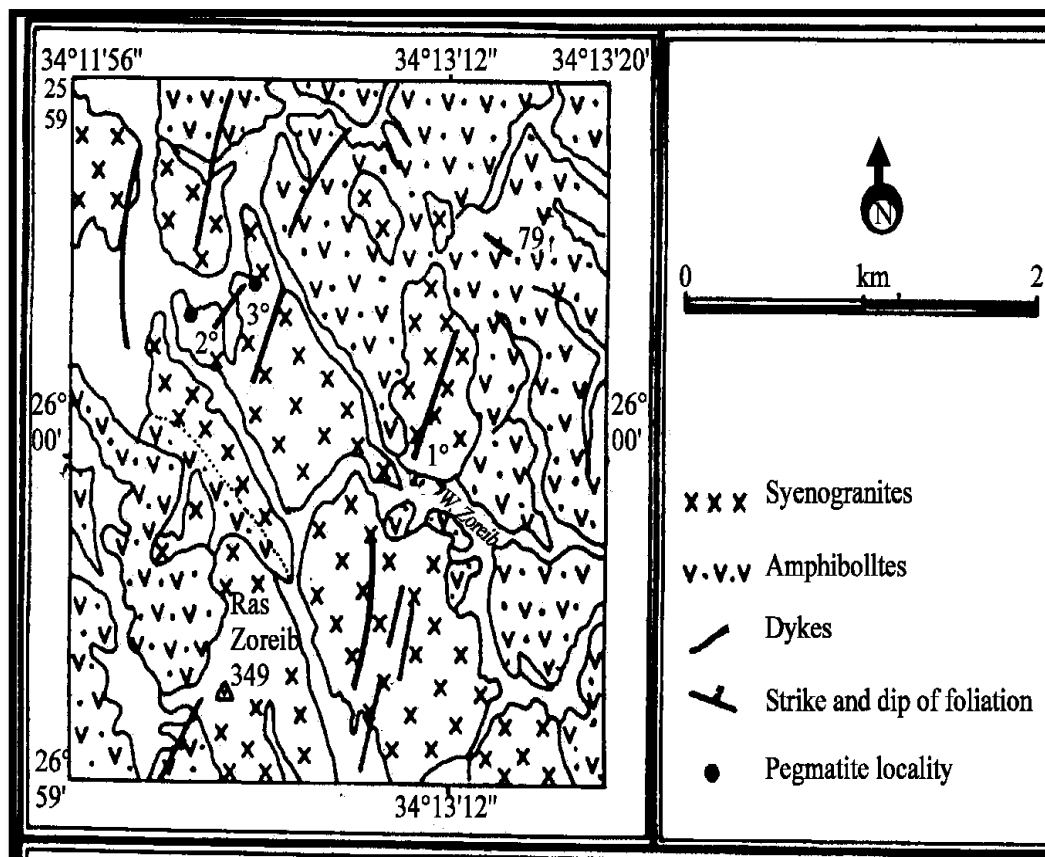 34°11'56" 34°13'12" 34°13'20"
25
59
N
79
0 km 2
3°
2°
26°
00'
26°
00'
1°
W. Zoreib
Syenogranites
Amphibolltes
Dykes
Ras
Zoreib
349
Strike and dip of foliation
Pegmatite locality
26°
59'
34°13'12"